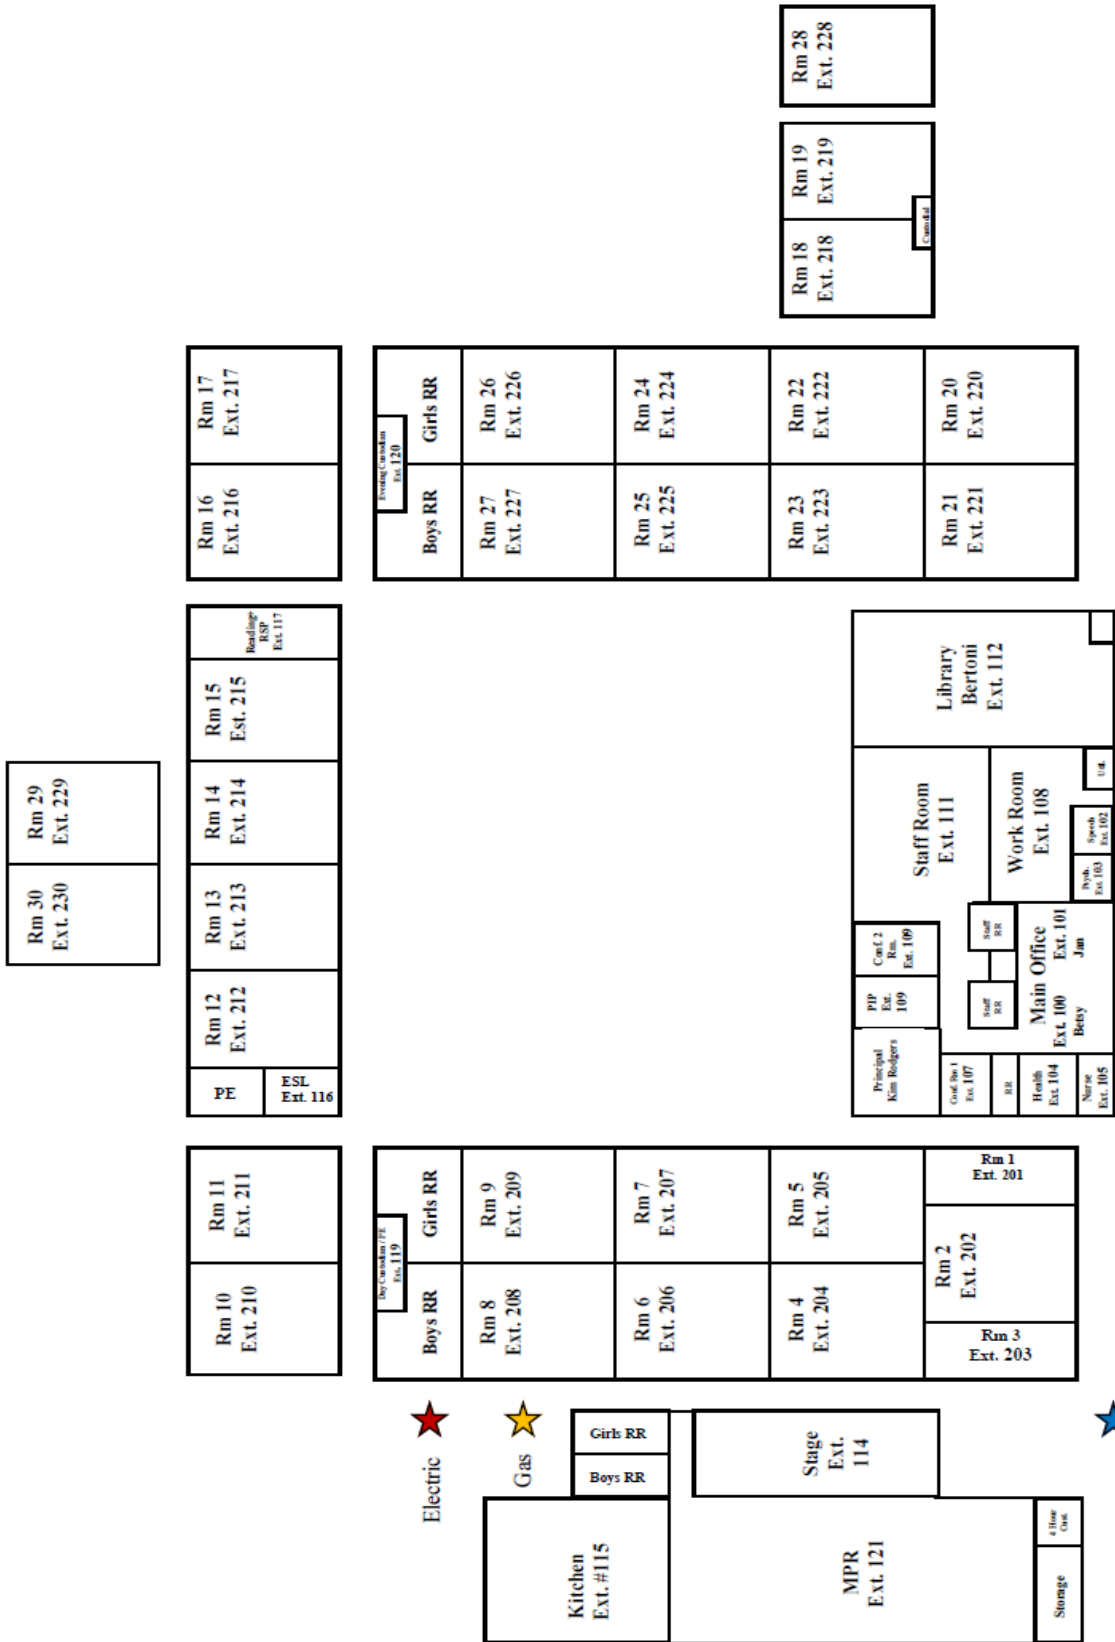 Rm 28
Ext. 228
Rm 19
Ext. 219
Rm 18
Ext. 218
Custodial
Rm 17
Ext. 217
Rm 16
Ext. 216
Evening Custodian
Ext. 120
Girls RR
Boys RR
Rm 26
Ext. 226
Rm 27
Ext. 227
Rm 24
Ext. 224
Rm 25
Ext. 225
Rm 22
Ext. 222
Rm 23
Ext. 223
Rm 20
Ext. 220
Rm 21
Ext. 221
Rm 29
Ext. 229
Rm 30
Ext. 230
Reading/
RSP
Ext. 117
Rm 15
Est. 215
Rm 14
Ext. 214
Rm 13
Ext. 213
Rm 12
Ext. 212
PE
ESL
Ext. 116
Library
Bertoni
Ext. 112
Staff Room
Ext. 111
Work Room
Ext. 108
Util.
Speech
Ext. 102
Psych.
Ext. 103
Conf. 2
Rm.
Ext. 109
PIP
Ext.
109
Staff
RR
Staff
RR
Main Office
Ext. 100
Ext. 101
Betsy
Jan
Principal
Kim Rodgers
Conf. Rm 1
Ext 107
RR
Health
Ext 104
Nurse
Ext. 105
Rm 11
Ext. 211
Rm 10
Ext. 210
Day Custodian / PE
Ext. 119
Girls RR
Boys RR
Rm 9
Ext. 209
Rm 8
Ext. 208
Rm 7
Ext. 207
Rm 6
Ext. 206
Rm 5
Ext. 205
Rm 4
Ext. 204
Rm 1
Ext. 201
Rm 2
Ext. 202
Rm 3
Ext. 203
Electric
Gas
Girls RR
Boys RR
Stage
Ext.
114
Kitchen
Ext. #115
MPR
Ext. 121
4 Hour
Cust.
Storage